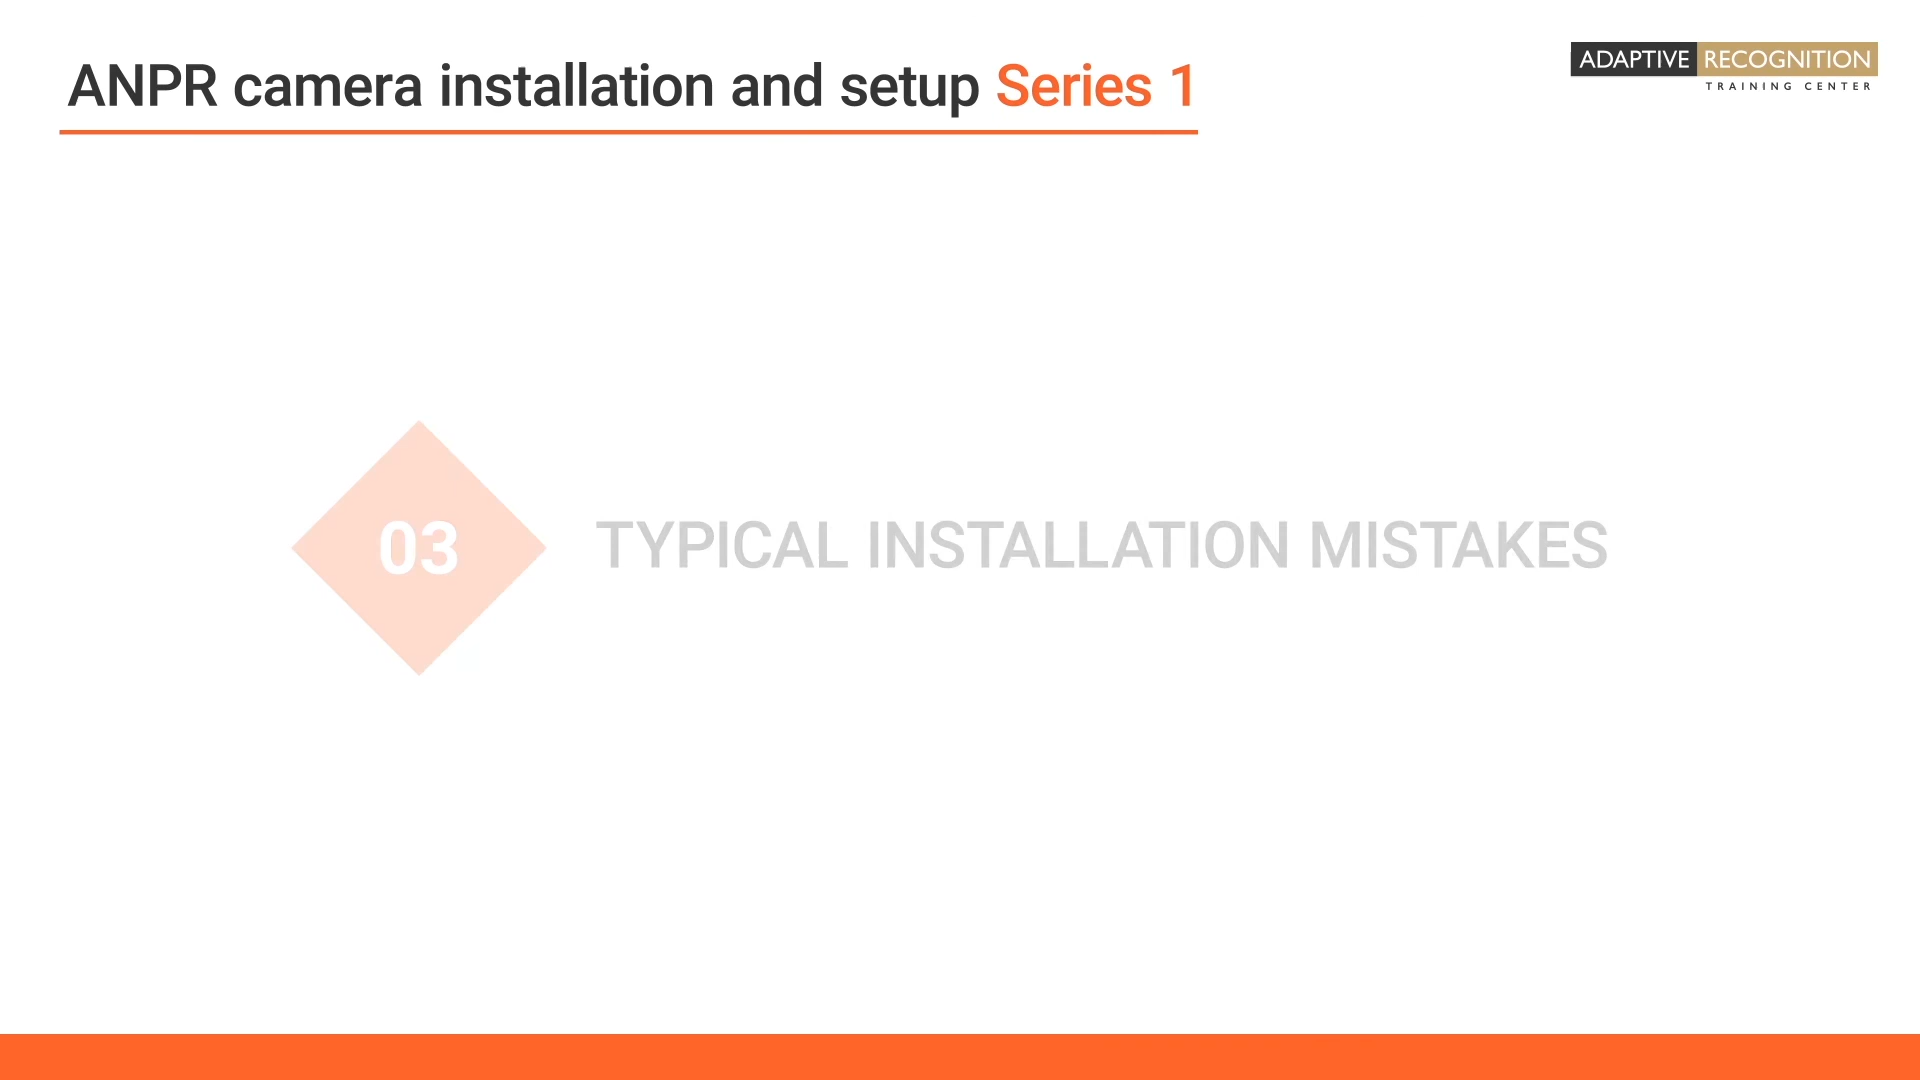 ANPR camera installation and setup Series 1
ADAPTIVE RECOGNITION
TRAINING CENTER
03 TYPICAL INSTALLATION MISTAKES